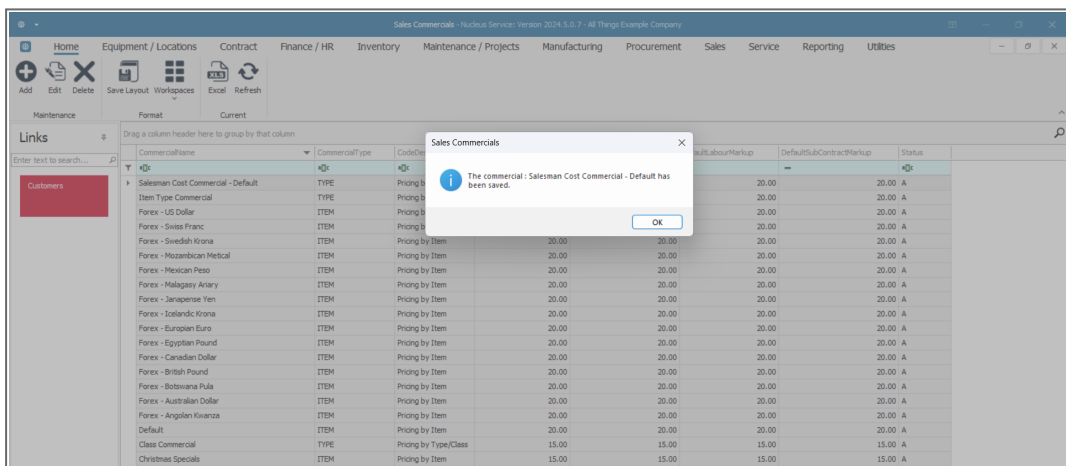 Sales Commercials - Nucleus Service: Version 2024.5.0.7 - All Things Example Company
Home Equipment / Locations Contract Finance / HR Inventory Maintenance / Projects Manufacturing Procurement Sales Service Reporting Utilities
Add Edit Delete Save Layout Workspaces XLS Excel Refresh
Maintenance Format Current
Links
Enter text to search...
Customers
Drag a column header here to group by that column
CommercialName CommercialType CodeDes aultLabourMarkup DefaultSubContractMarkup Status
Sales Commercials
The commercial : Salesman Cost Commercial - Default has
been saved.
OK
Salesman Cost Commercial - Default TYPE Pricing b 20.00 20.00 A
Item Type Commercial TYPE Pricing b 20.00 20.00 A
Forex - US Dollar ITEM Pricing b 20.00 20.00 A
Forex - Swiss Franc ITEM Pricing b 20.00 20.00 A
Forex - Swedish Krona ITEM Pricing by Item 20.00 20.00 20.00 20.00 A
Forex - Mozambican Metical ITEM Pricing by Item 20.00 20.00 20.00 20.00 A
Forex - Mexican Peso ITEM Pricing by Item 20.00 20.00 20.00 20.00 A
Forex - Malagasy Ariary ITEM Pricing by Item 20.00 20.00 20.00 20.00 A
Forex - Janapense Yen ITEM Pricing by Item 20.00 20.00 20.00 20.00 A
Forex - Icelandic Krona ITEM Pricing by Item 20.00 20.00 20.00 20.00 A
Forex - Europian Euro ITEM Pricing by Item 20.00 20.00 20.00 20.00 A
Forex - Egyptian Pound ITEM Pricing by Item 20.00 20.00 20.00 20.00 A
Forex - Canadian Dollar ITEM Pricing by Item 20.00 20.00 20.00 20.00 A
Forex - British Pound ITEM Pricing by Item 20.00 20.00 20.00 20.00 A
Forex - Botswana Pula ITEM Pricing by Item 20.00 20.00 20.00 20.00 A
Forex - Australian Dollar ITEM Pricing by Item 20.00 20.00 20.00 20.00 A
Forex - Angolan Kwanza ITEM Pricing by Item 20.00 20.00 20.00 20.00 A
Default ITEM Pricing by Item 20.00 20.00 20.00 20.00 A
Class Commercial TYPE Pricing by Type/Class 15.00 15.00 15.00 15.00 A
Christmas Specials ITEM Pricing by Item 15.00 15.00 15.00 15.00 A